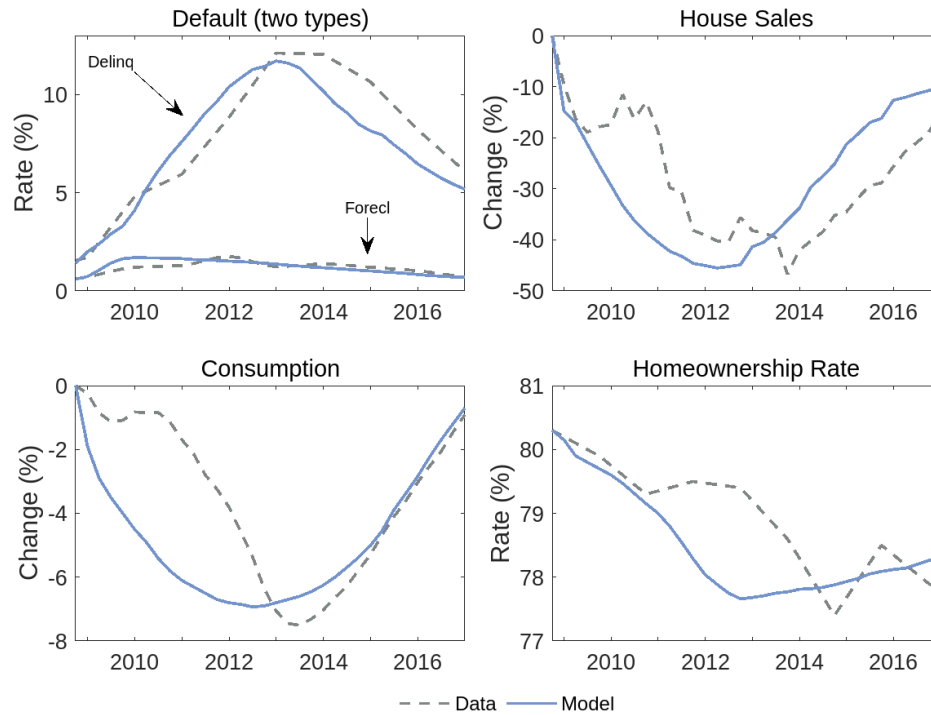 Default (two types)
Rate (%)
10
5
0
Delinq
Forecl
2010 2012 2014 2016
House Sales
Change (%)
0
-10
-20
-30
-40
-50
2010 2012 2014 2016
Consumption
Change (%)
0
-2
-4
-6
-8
2010 2012 2014 2016
Homeownership Rate
Rate (%)
81
80
79
78
77
2010 2012 2014 2016
Data Model